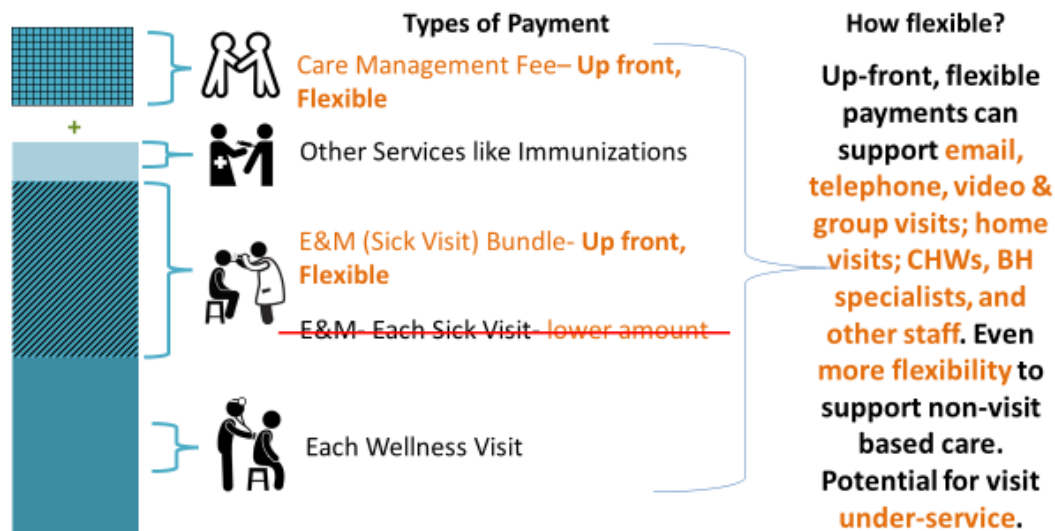 Types of Payment
Care Management Fee– Up front,
Flexible
+
Other Services like Immunizations
E&M (Sick Visit) Bundle- Up front,
Flexible
E&M- Each Sick Visit- lower amount
Each Wellness Visit
How flexible?
Up-front, flexible
payments can
support email,
telephone, video &
group visits; home
visits; CHWs, BH
specialists, and
other staff. Even
more flexibility to
support non-visit
based care.
Potential for visit
under-service.